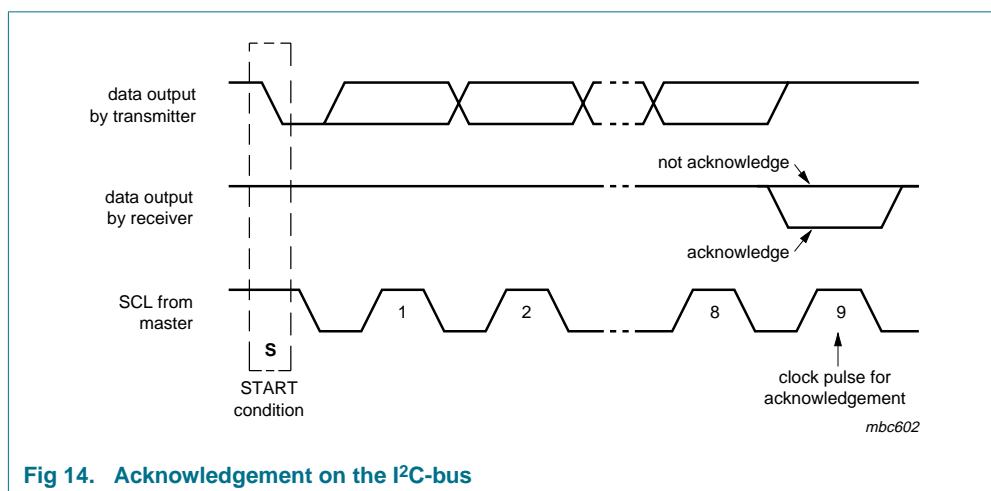 data output
by transmitter
not acknowledge
data output
by receiver
acknowledge
SCL from
master
1
2
8
9
S
START
condition
clock pulse for
acknowledgement
mbc602
Fig 14. Acknowledgement on the I²C-bus